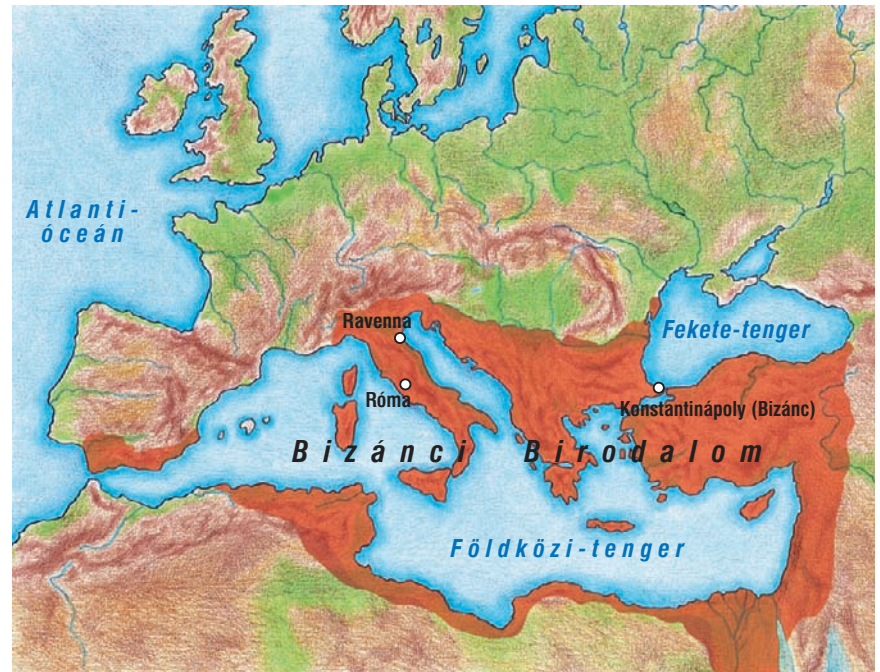 Atlanti-
óceán
Ravenna
Fekete-tenger
Róma
Konstantinápoly (Bizánc)
Bizánci Birodalom
Földközi-tenger